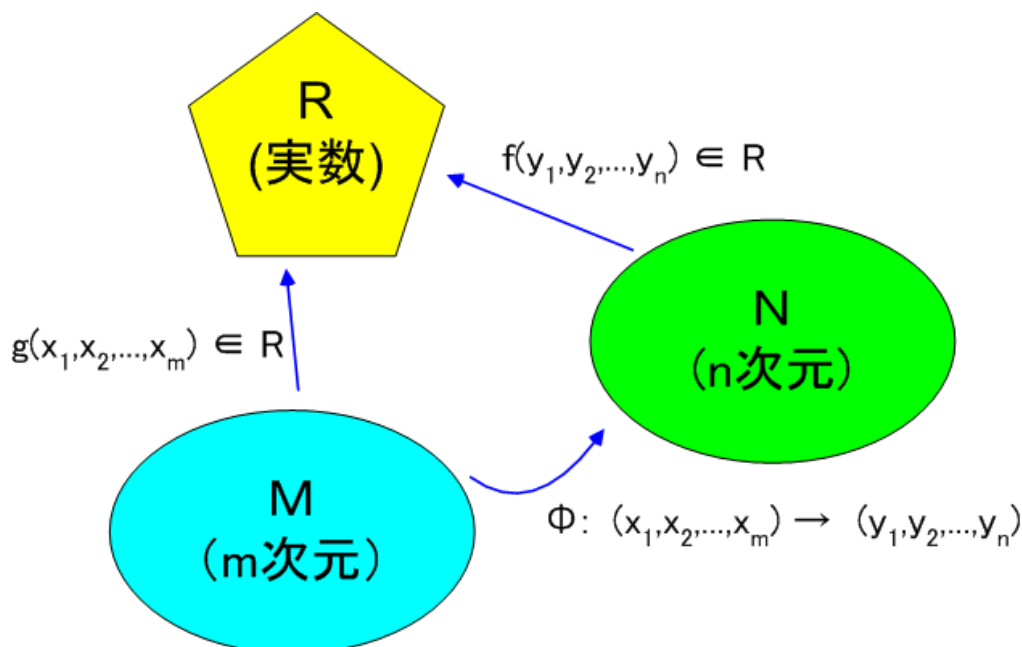 R
(実数)
f(y₁,y₂,...,yₙ) ∈ R
N
(n次元)
g(x₁,x₂,...,xₘ) ∈ R
M
(m次元)
Φ: (x₁,x₂,...,xₘ) → (y₁,y₂,...,yₙ)